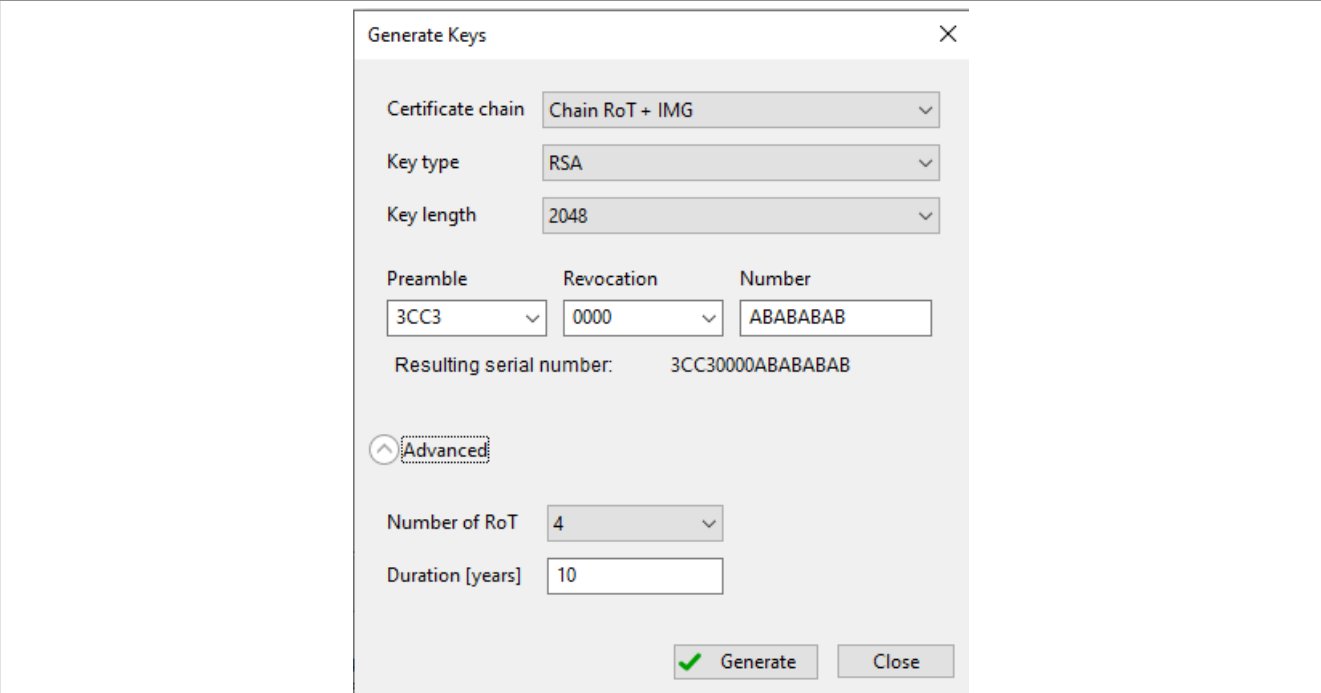 Generate Keys
Certificate chain Chain RoT + IMG
Key type RSA
Key length 2048
Preamble Revocation Number
3CC3 0000 ABABABAB
Resulting serial number: 3CC30000ABABABAB
Advanced
Number of RoT 4
Duration [years] 10
Generate Close